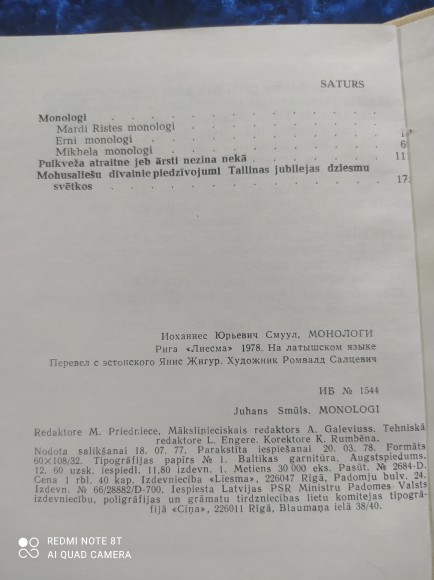 SATURS
Monologi
Mardi Ristes monologi
Erni monologi
Mikhela monologi
Pulkveža atraitne jeb ārsti nezina nekā 11
Mohusaliešu dīvainie piedzīvojumi Tallinas jubilejas dziesmu
svētkos 17
Иоханнес Юрьевич Смуул, МОНОЛОГИ
Рига «Лиесма» 1978. На латышском языке
Перевел с эстонского Янис Жигур. Художник Ромвалд Салцевич
ИБ № 1544
Juhans Smūls, MONOLOGI
Redaktore M. Priedniece, Māksliņieciskais redaktors A. Galeviuss. Tehniskā
redaktore L. Engere. Korektore K. Rumbēna.
Nodota salikšanai 18. 07. 77. Parakstīta iespiešanai 20. 03. 78. Formāts
60×108/32. Tipogrāfijas papīrs № 1. Baltikas garnitūra. Augstspiedums.
12, 60 uzsk. iespiedl. 11,80 izdevn. l. Metiens 30 000 eks. Pasūt. № 2684-D.
Cena 1 rbl. 40 kap. Izdevniecība «Liesma», 226047 Rīgā, Padomju bulv. 24.
Izdevn. № 66/28882/D-700. Iespiesta Latvijas PSR Ministru Padomes Valsts
izdevniecību, poligrāfijas un grāmatu tirdzniecības lietu komitejas tipogrā-
fijā «Cīņa», 226011 Rīgā, Blaumaņa ielā 38/40.
REDMI NOTE 8T
AI QUAD CAMERA